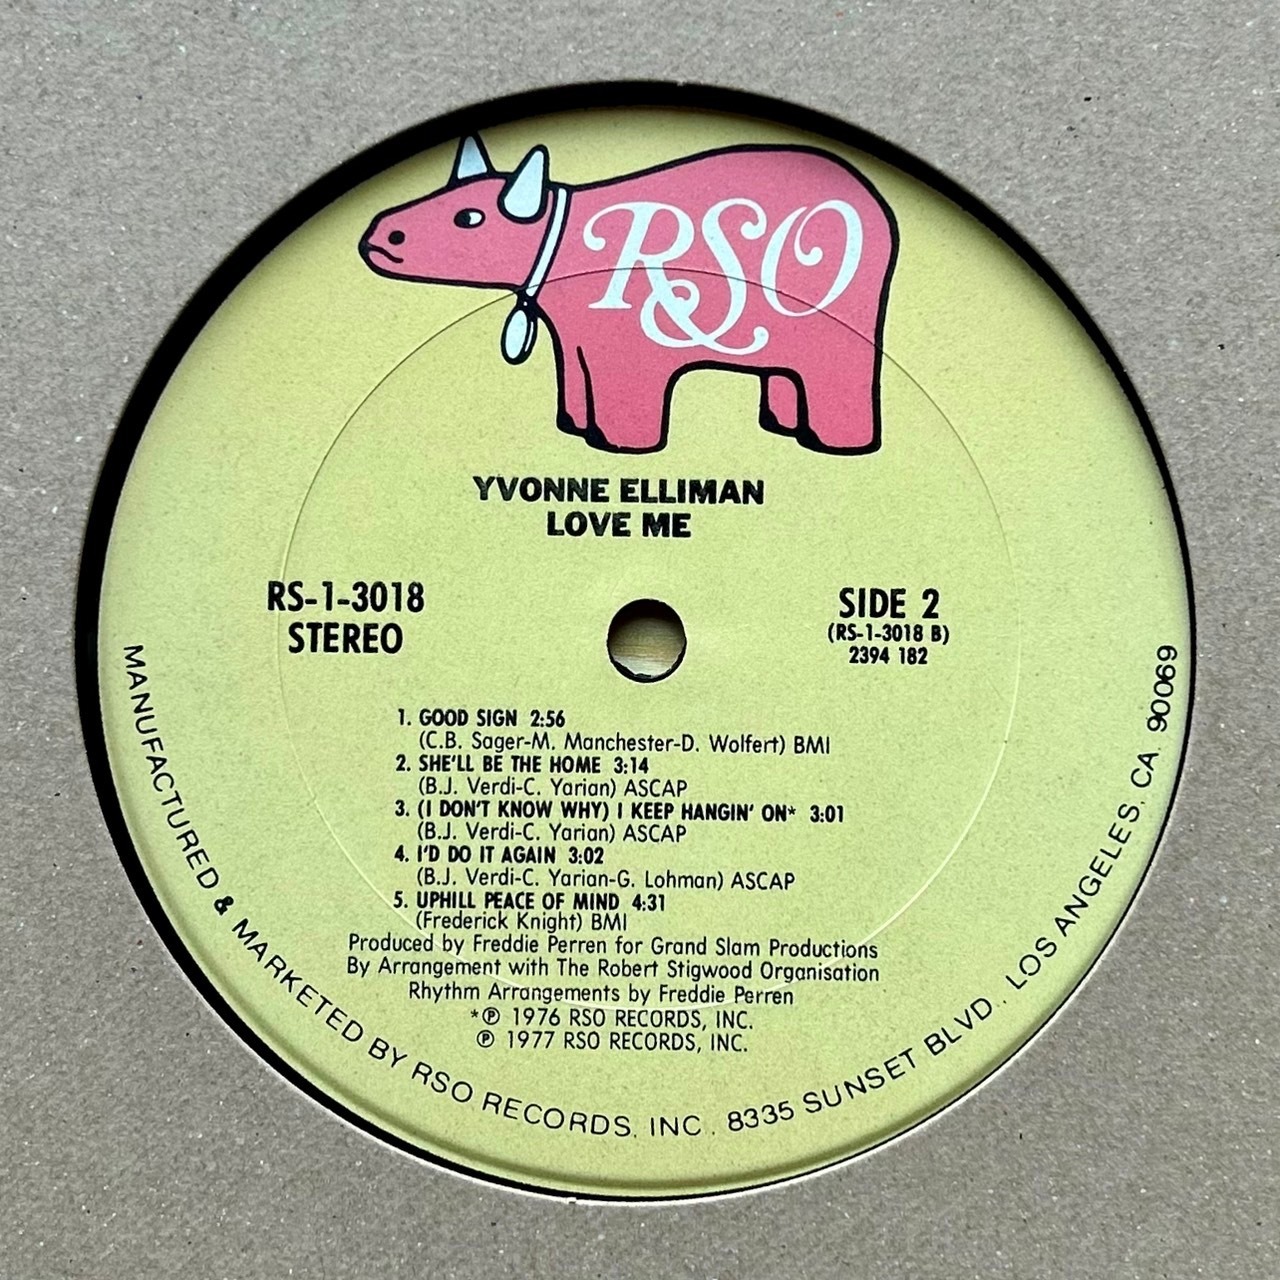 RSO
YVONNE ELLIMAN
LOVE ME
RS-1-3018
STEREO
SIDE 2
(RS-1-3018 B)
2394 182
1. GOOD SIGN 2:56
(C.B. Sager-M. Manchester-D. Wolfert) BMI
2. SHE'LL BE THE HOME 3:14
(B.J. Verdi-C. Yarian) ASCAP
3. (I DON'T KNOW WHY) I KEEP HANGIN' ON* 3:01
(B.J. Verdi-C. Yarian) ASCAP
4. I'D DO IT AGAIN 3:02
(B.J. Verdi-C. Yarian-G. Lohman) ASCAP
5. UPHILL PEACE OF MIND 4:31
(Frederick Knight) BMI
Produced by Freddie Perren for Grand Slam Productions
By Arrangement with The Robert Stigwood Organisation
Rhythm Arrangements by Freddie Perren
*℗ 1976 RSO RECORDS, INC.
℗ 1977 RSO RECORDS, INC.
MANUFACTURED & MARKETED BY RSO RECORDS, INC. 8335 SUNSET BLVD., LOS ANGELES, CA. 90069